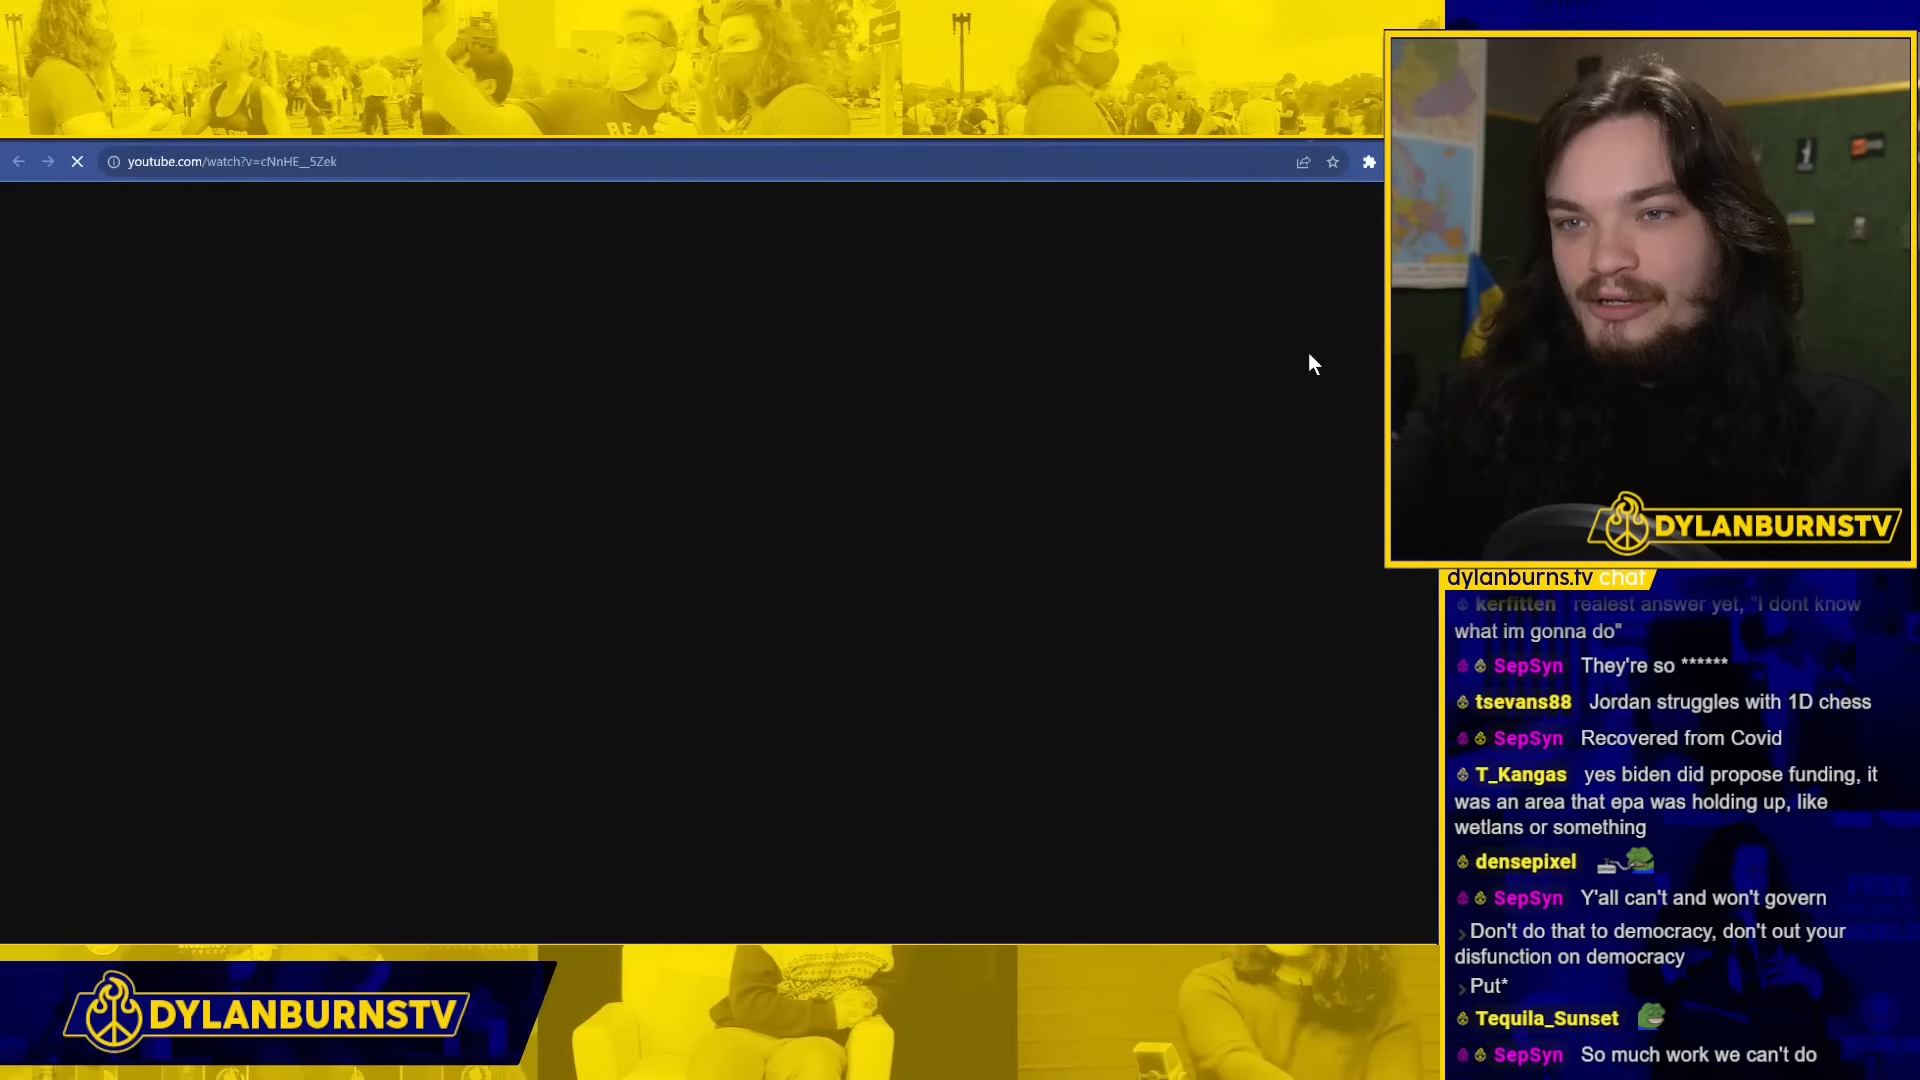 youtube.com/watch?v=cNnHE__5Zek
DYLANBURNSTV
dylanburns.tv chat
kerfitten realest answer yet, "I dont know
what im gonna do"
SepSyn They're so ******
tsevans88 Jordan struggles with 1D chess
SepSyn Recovered from Covid
T_Kangas yes biden did propose funding, it
was an area that epa was holding up, like
wetlans or something
densepixel
SepSyn Y'all can't and won't govern
Don't do that to democracy, don't out your
disfunction on democracy
Put*
Tequila_Sunset
SepSyn So much work we can't do
DYLANBURNSTV